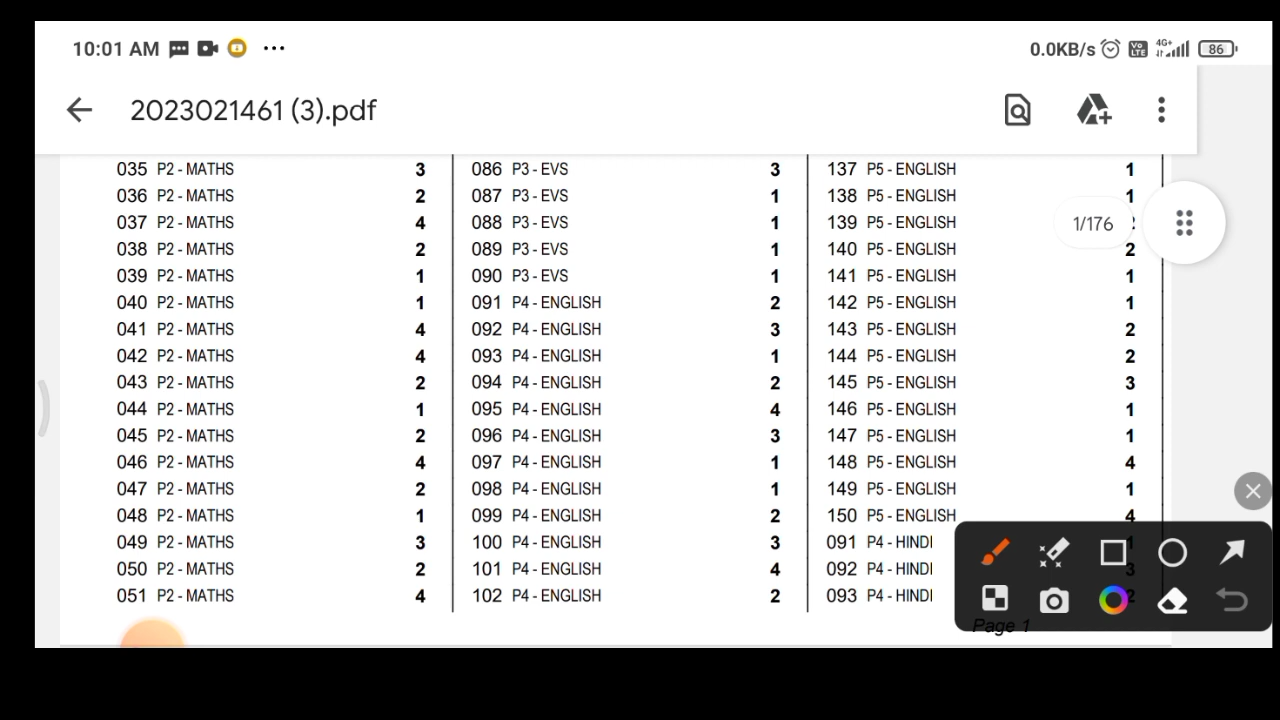 10:01 AM ... 0.0KB/s Vo LTE 4G+ 86
2023021461 (3).pdf
035 P2 - MATHS 3 086 P3 - EVS 3 137 P5 - ENGLISH 1
036 P2 - MATHS 2 087 P3 - EVS 1 138 P5 - ENGLISH 1
037 P2 - MATHS 4 088 P3 - EVS 1 139 P5 - ENGLISH
1/176
038 P2 - MATHS 2 089 P3 - EVS 1 140 P5 - ENGLISH 2
039 P2 - MATHS 1 090 P3 - EVS 1 141 P5 - ENGLISH 1
040 P2 - MATHS 1 091 P4 - ENGLISH 2 142 P5 - ENGLISH 1
041 P2 - MATHS 4 092 P4 - ENGLISH 3 143 P5 - ENGLISH 2
042 P2 - MATHS 4 093 P4 - ENGLISH 1 144 P5 - ENGLISH 2
043 P2 - MATHS 2 094 P4 - ENGLISH 2 145 P5 - ENGLISH 3
044 P2 - MATHS 1 095 P4 - ENGLISH 4 146 P5 - ENGLISH 1
045 P2 - MATHS 2 096 P4 - ENGLISH 3 147 P5 - ENGLISH 1
046 P2 - MATHS 4 097 P4 - ENGLISH 1 148 P5 - ENGLISH 4
047 P2 - MATHS 2 098 P4 - ENGLISH 1 149 P5 - ENGLISH 1
048 P2 - MATHS 1 099 P4 - ENGLISH 2 150 P5 - ENGLISH 4
049 P2 - MATHS 3 100 P4 - ENGLISH 3 091 P4 - HINDI 1
050 P2 - MATHS 2 101 P4 - ENGLISH 4 092 P4 - HINDI 3
051 P2 - MATHS 4 102 P4 - ENGLISH 2 093 P4 - HINDI 2
Page 1